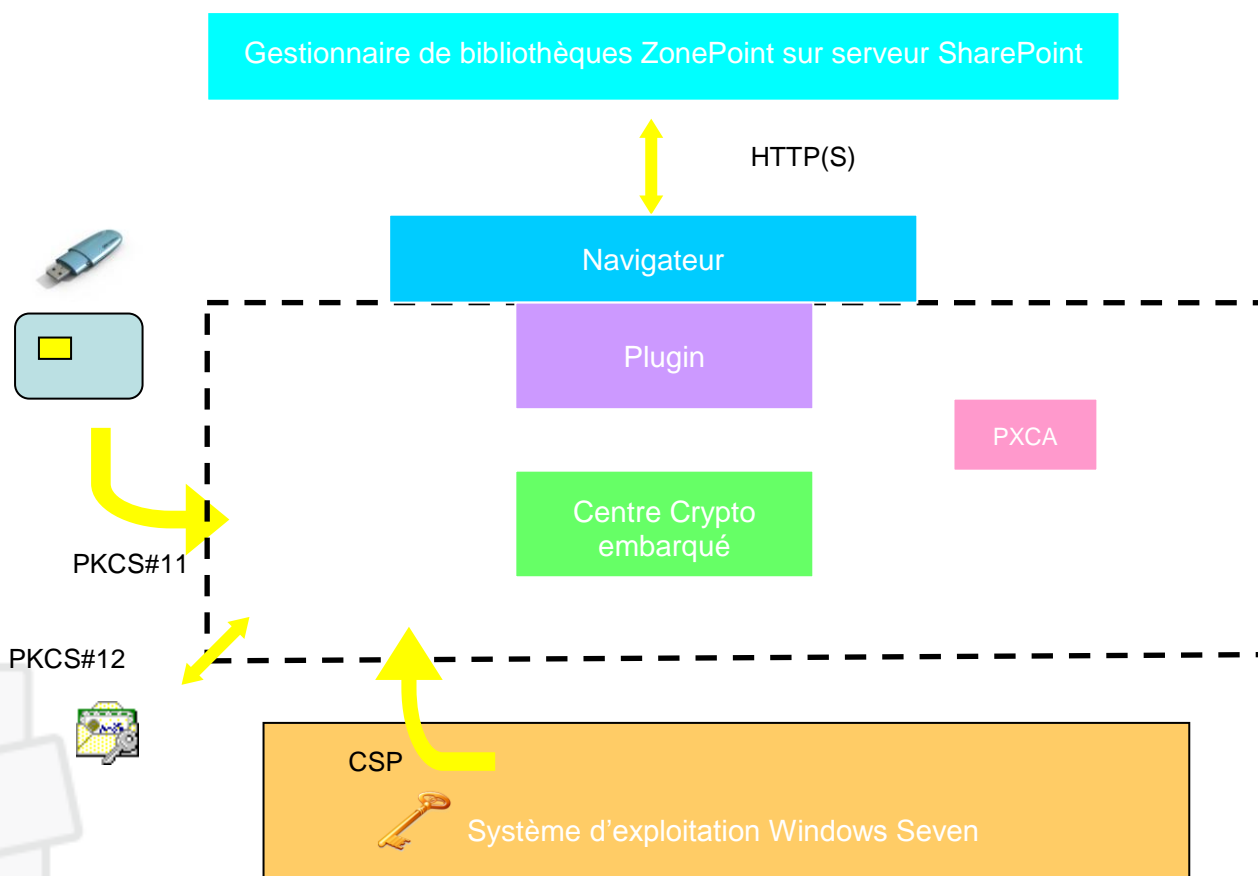 Gestionnaire de bibliothèques ZonePoint sur serveur SharePoint
HTTP(S)
Navigateur
Plugin
PXCA
Centre Crypto
embarqué
PKCS#11
PKCS#12
CSP
Système d'exploitation Windows Seven